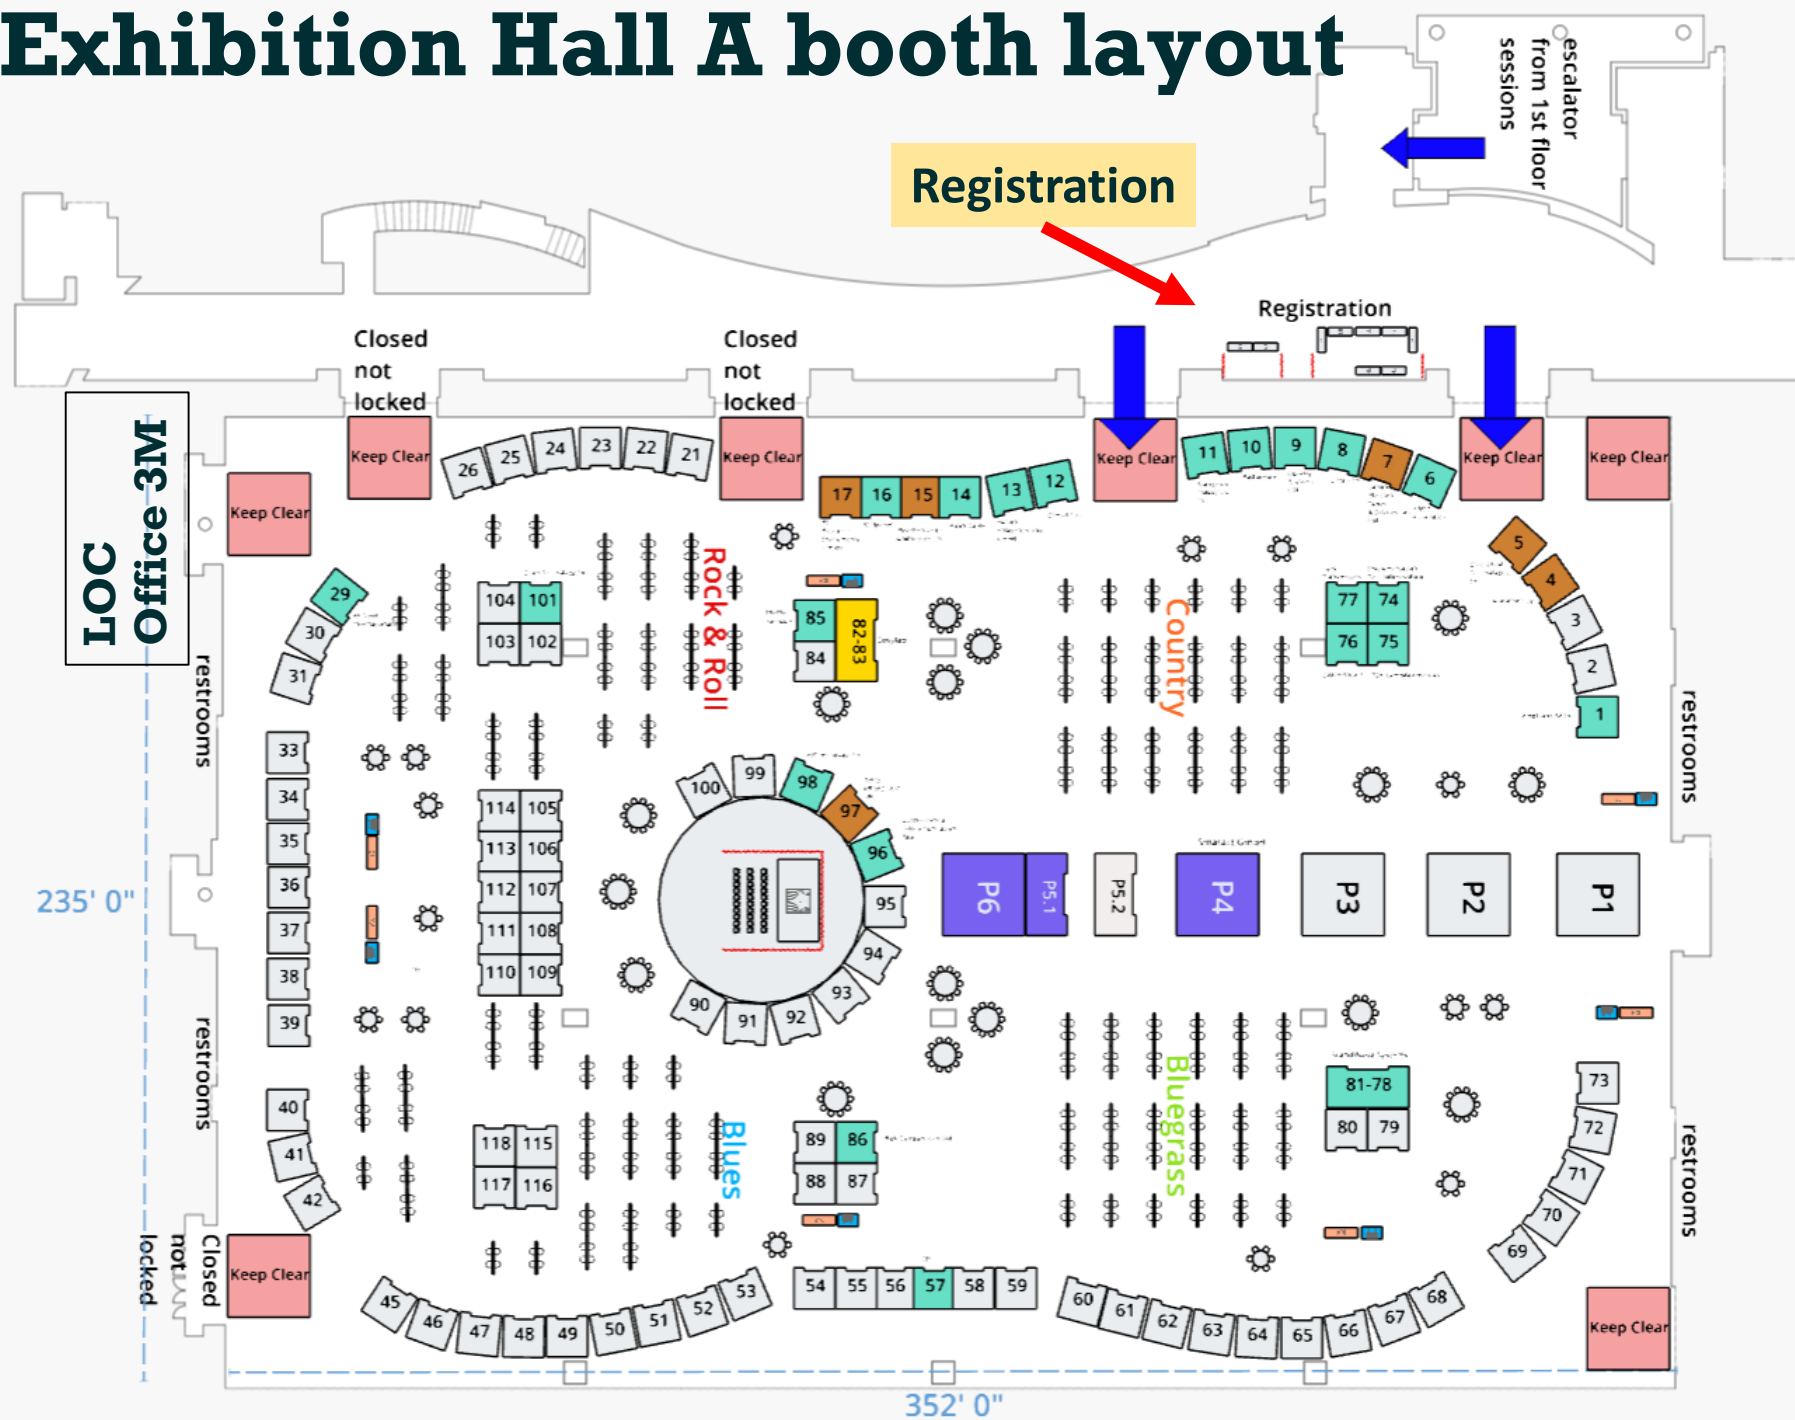 Exhibition Hall A booth layout
escalator
from 1st floor
sessions
Registration
Registration
Closed
not
locked
Closed
not
locked
LOC
Office 3M
Keep Clear
Keep Clear
Keep Clear
Keep Clear
Keep Clear
Keep Clear
26 25 24 23 22 21
17 16 15 14 13 12
11 10 9 8 7 6
5
4
3
2
1
29
30
31
104 101
103 102
Rock & Roll
85
84
82-83
Country
77 74
76 75
restrooms
restrooms
33
34
35
36
37
38
39
114 105
113 106
112 107
111 108
110 109
100 99 98 97 96 95 94 93 92 91 90
P6
P5.1
P5.2
P4
P3
P2
P1
235' 0"
restrooms
restrooms
40
41
42
118 115
117 116
Blues
89 86
88 87
Bluegrass
81-78
80 79
73
72
71
70
69
Closed
not
locked
Keep Clear
Keep Clear
45 46 47 48 49 50 51 52 53
54 55 56 57 58 59
60 61 62 63 64 65 66 67 68
352' 0"